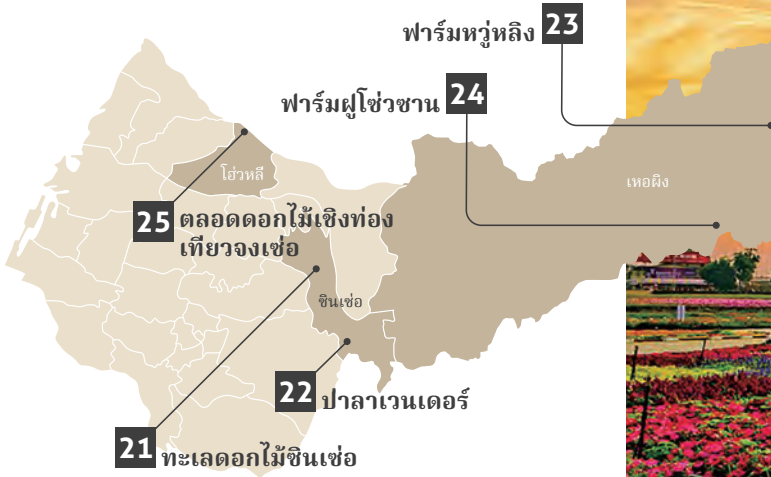 ฟาร์มหวู่หลิง 23
ฟาร์มฝูโซ่วซาน 24
โฮ่วหลี
เหอผิง
25 ตลอดดอกไม้เชิงท่อง
เทียวจงเซ่อ
ซินเซ่อ
22 ปาลาเวนเดอร์
21 ทะเลดอกไม้ซินเซ่อ